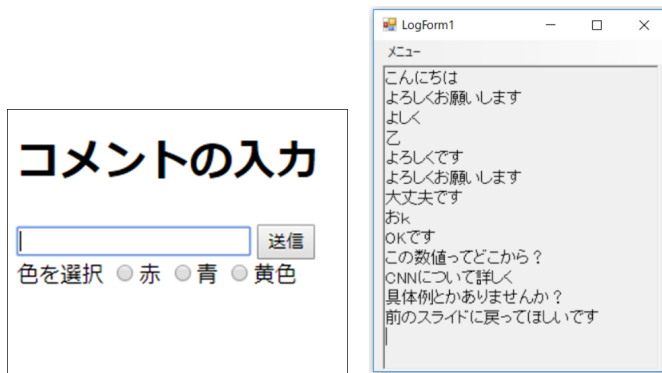 コメントの入力
送信
色を選択 赤 青 黄色
LogForm1
メニュー
こんにちは
よろしくお願いします
よしく
乙
よろしくです
よろしくお願いします
大丈夫です
おk
OKです
この数値ってどこから？
CNNについて詳しく
具体例とかありませんか？
前のスライドに戻ってほしいです